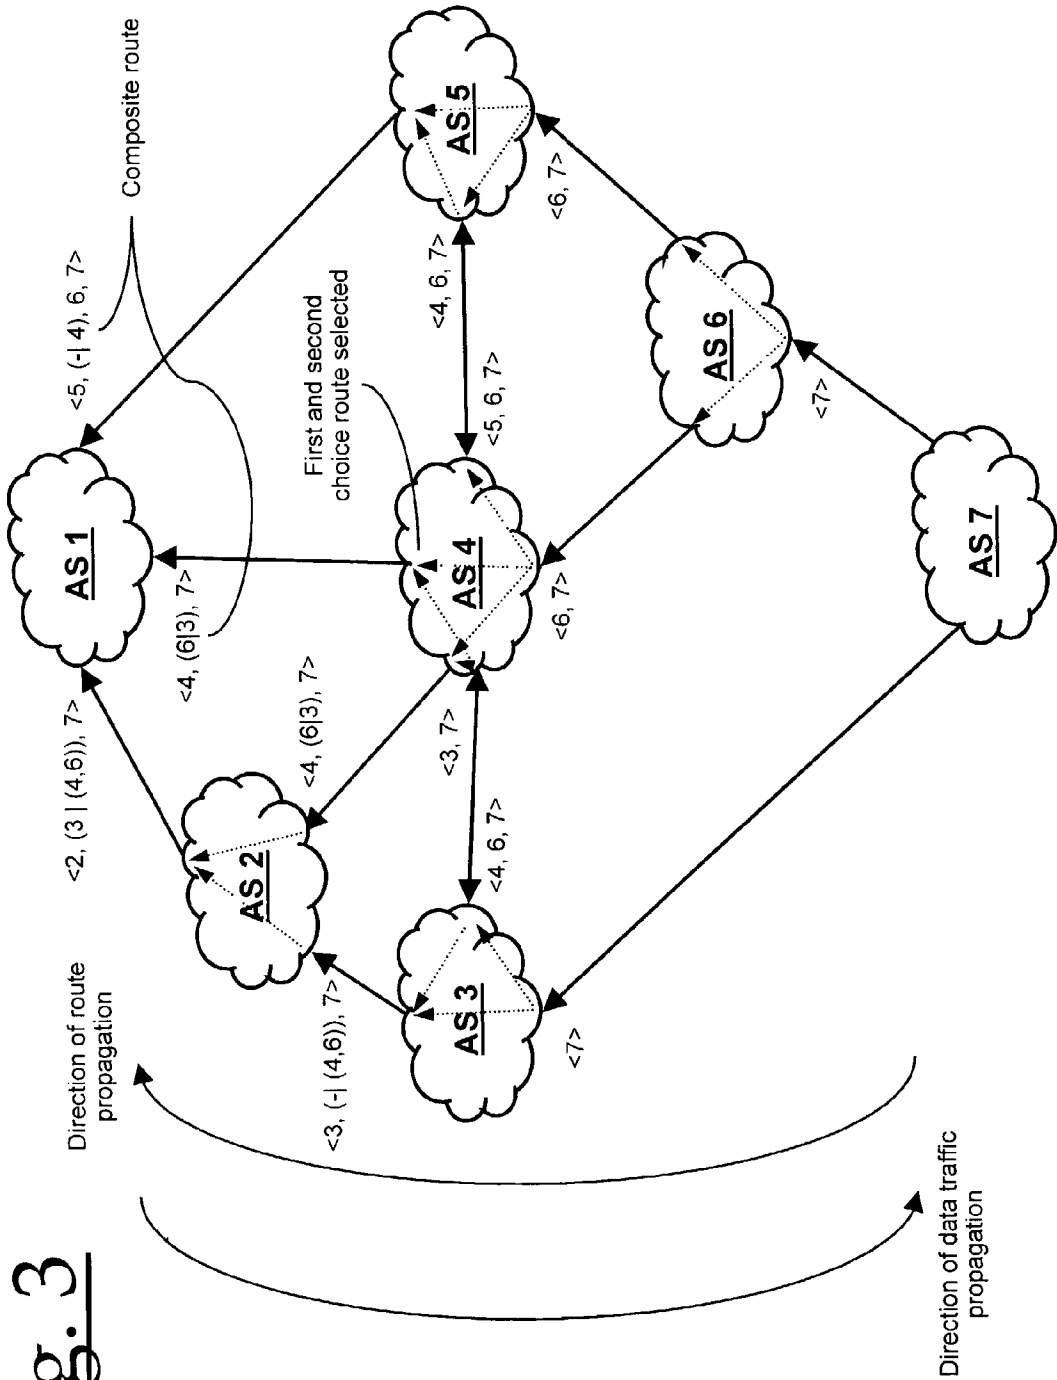 g. 3
Direction of route
propagation
Direction of data traffic
propagation
Composite route
First and second
choice route selected
AS 1
<2, (3 | (4,6)), 7>
<4, (6|3), 7>
<5, (-| 4), 6, 7>
AS 2
<3, (-| (4,6)), 7>
<4, (6|3), 7>
AS 3
<7>
<4, 6, 7>
AS 4
<3, 7>
<6, 7>
<5, 6, 7>
AS 5
<4, 6, 7>
<6, 7>
AS 6
<7>
AS 7